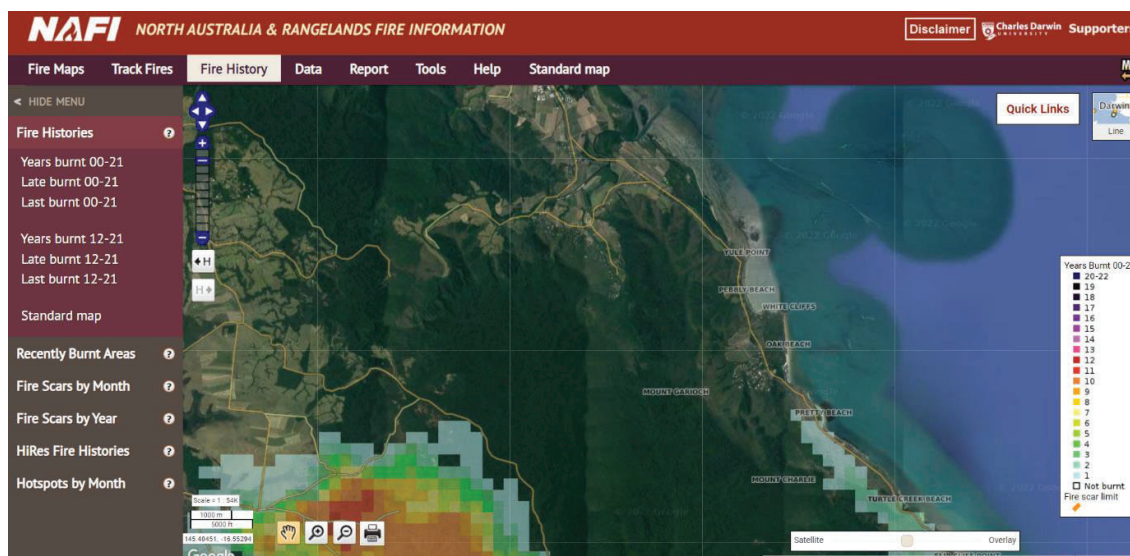 NAFI NORTH AUSTRALIA & RANGELANDS FIRE INFORMATION
Disclaimer
Charles Darwin
UNIVERSITY
Supporters
Fire Maps Track Fires Fire History Data Report Tools Help Standard map
< HIDE MENU
Fire Histories ?
Years burnt 00-21
Late burnt 00-21
Last burnt 00-21
Years burnt 12-21
Late burnt 12-21
Last burnt 12-21
Standard map
Recently Burnt Areas ?
Fire Scars by Month ?
Fire Scars by Year ?
HiRes Fire Histories ?
Hotspots by Month ?
H
H
Quick Links
Darwin
Line
YULE POINT
PEBBLY BEACH
WHITE CLIFFS
OAK BEACH
MOUNT GARIOCH
PRETTY BEACH
MOUNT CHARLIE
TURTLE CREEK BEACH
Years Burnt 00-2
20-22
19
18
17
16
15
14
13
12
11
10
9
8
7
6
5
4
3
2
1
Not burnt
Fire scar limit
Scale = 1 : 54K
1000 m
5000 ft
145.40451, -16.55294
Google
Satellite Overlay